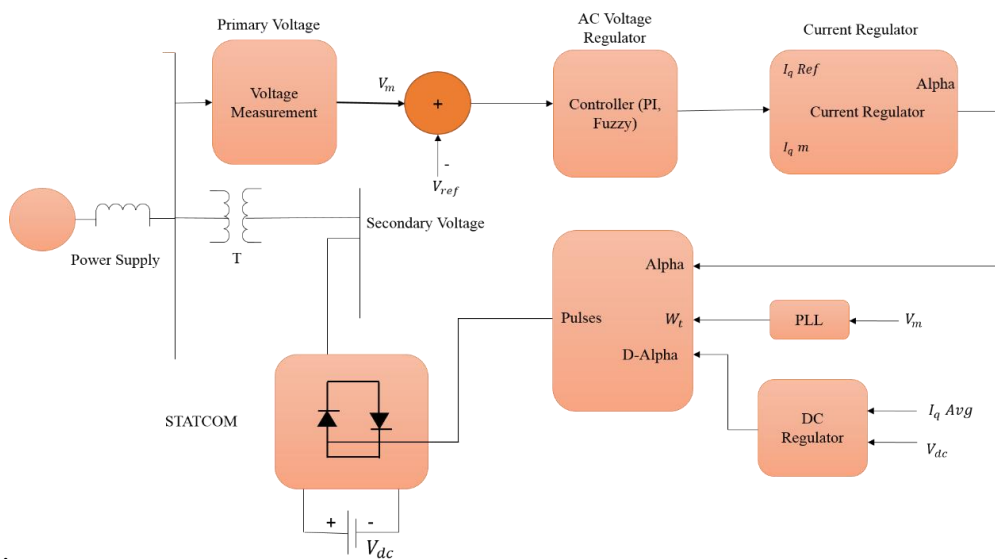 Primary Voltage
AC Voltage
Regulator
Current Regulator
Voltage
Measurement
V_m
+
-
V_ref
Controller (PI,
Fuzzy)
I_q Ref
Alpha
Current Regulator
I_q m
Power Supply
T
Secondary Voltage
Alpha
Pulses
W_t
D-Alpha
PLL
V_m
DC
Regulator
I_q Avg
V_dc
STATCOM
+ -
V_dc